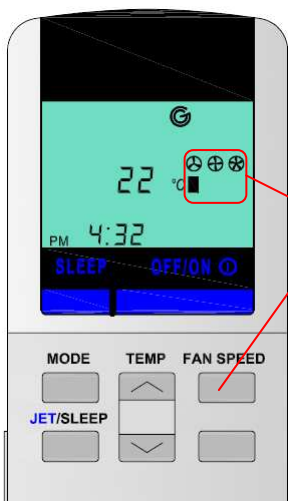 22 °C
PM 4:32
SLEEP OFF/ON
MODE TEMP FAN SPEED
JET/SLEEP